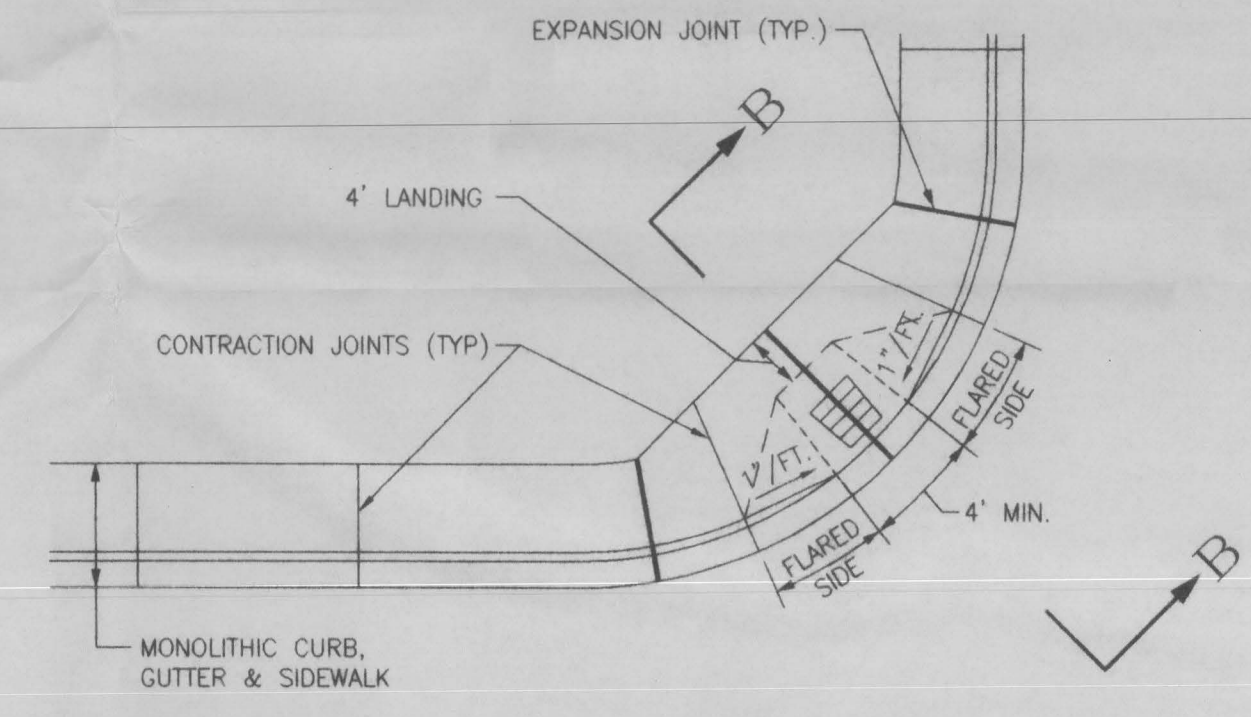 EXPANSION JOINT (TYP.)
B
4' LANDING
CONTRACTION JOINTS (TYP)
1"/FT.
FLARED
SIDE
1"/FT.
4' MIN.
FLARED
SIDE
B
MONOLITHIC CURB,
GUTTER & SIDEWALK